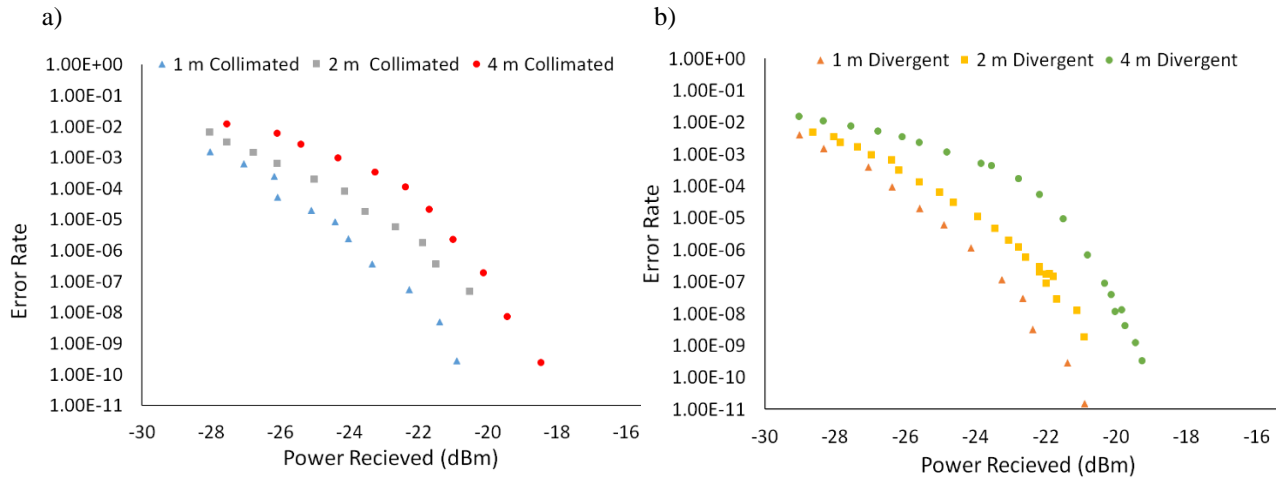 a)
1 m Collimated 2 m Collimated 4 m Collimated
1.00E+00
1.00E-01
1.00E-02
1.00E-03
1.00E-04
1.00E-05
1.00E-06
1.00E-07
1.00E-08
1.00E-09
1.00E-10
1.00E-11
Error Rate
-30 -28 -26 -24 -22 -20 -18 -16
Power Recieved (dBm)
b)
1 m Divergent 2 m Divergent 4 m Divergent
1.00E+00
1.00E-01
1.00E-02
1.00E-03
1.00E-04
1.00E-05
1.00E-06
1.00E-07
1.00E-08
1.00E-09
1.00E-10
1.00E-11
Error Rate
-30 -28 -26 -24 -22 -20 -18 -16
Power Recieved (dBm)